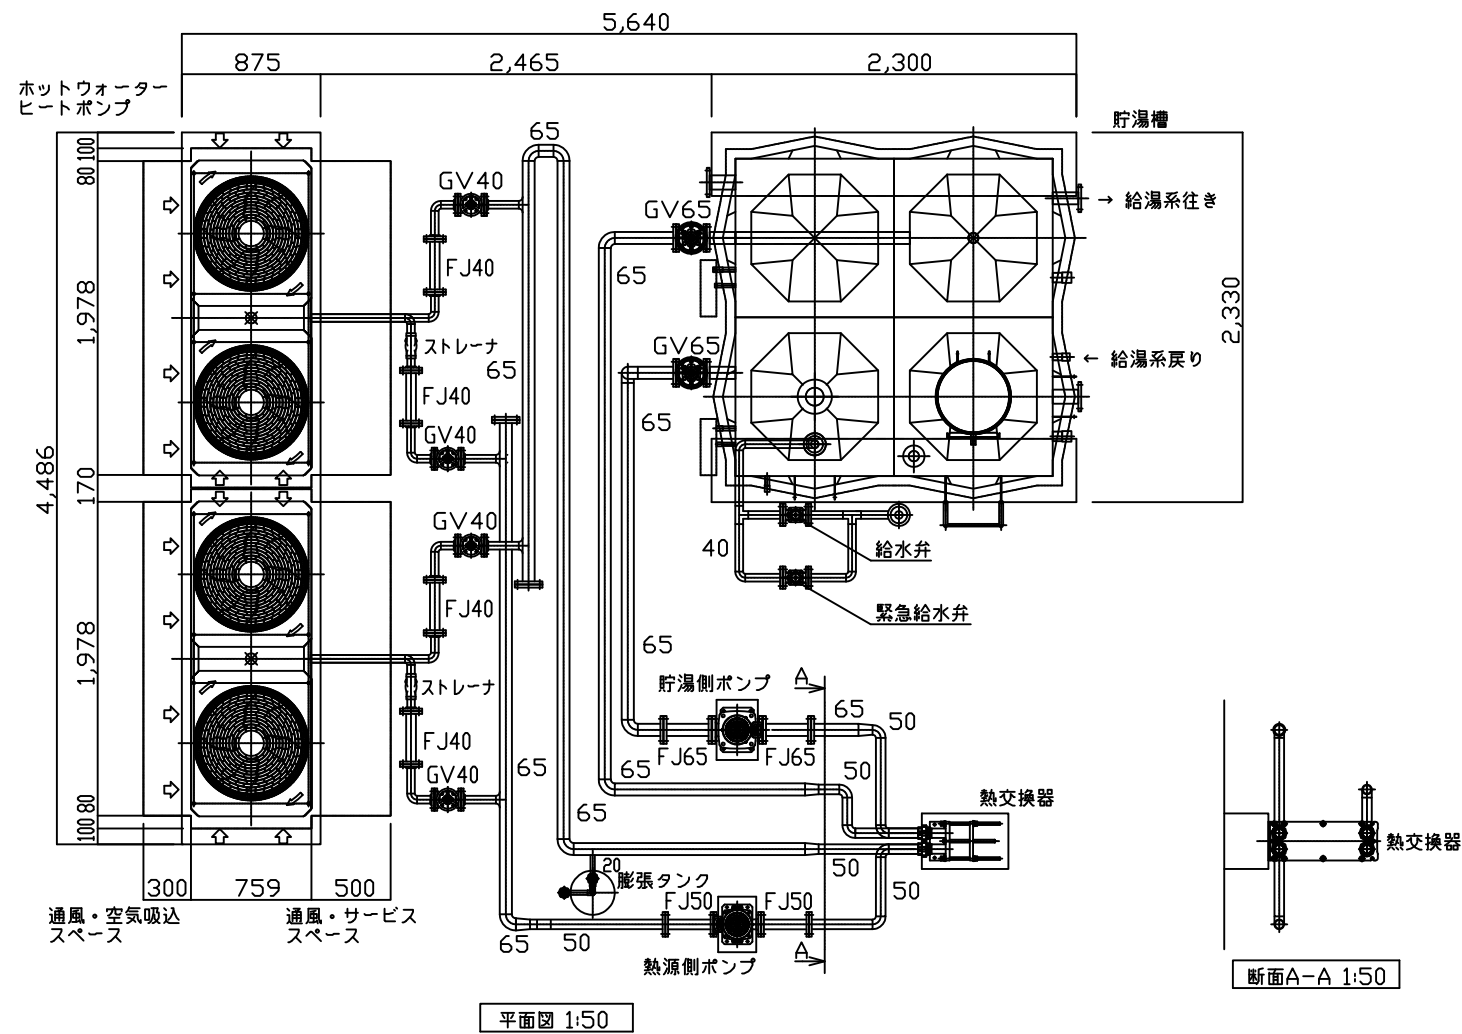 5,640
875
2,465
2,300
ホットウォーター
ヒートポンプ
貯湯槽
65
100
80
GV40
GV65
→ 給湯系往き
FJ40
65
1,978
2,330
ストレーナ
GV65
← 給湯系戻り
65
FJ40
65
GV40
4,486
170
GV40
40
給水弁
FJ40
緊急給水弁
1,978
65
ストレーナ
貯湯側ポンプ
A
65
50
FJ40
65
FJ65
FJ65
65
50
GV40
熱交換器
100
80
65
熱交換器
20
50
300
759
500
膨張タンク
50
FJ50
FJ50
通風・空気吸込
スペース
通風・サービス
スペース
65
50
A
熱源側ポンプ
断面A-A 1:50
平面図 1:50